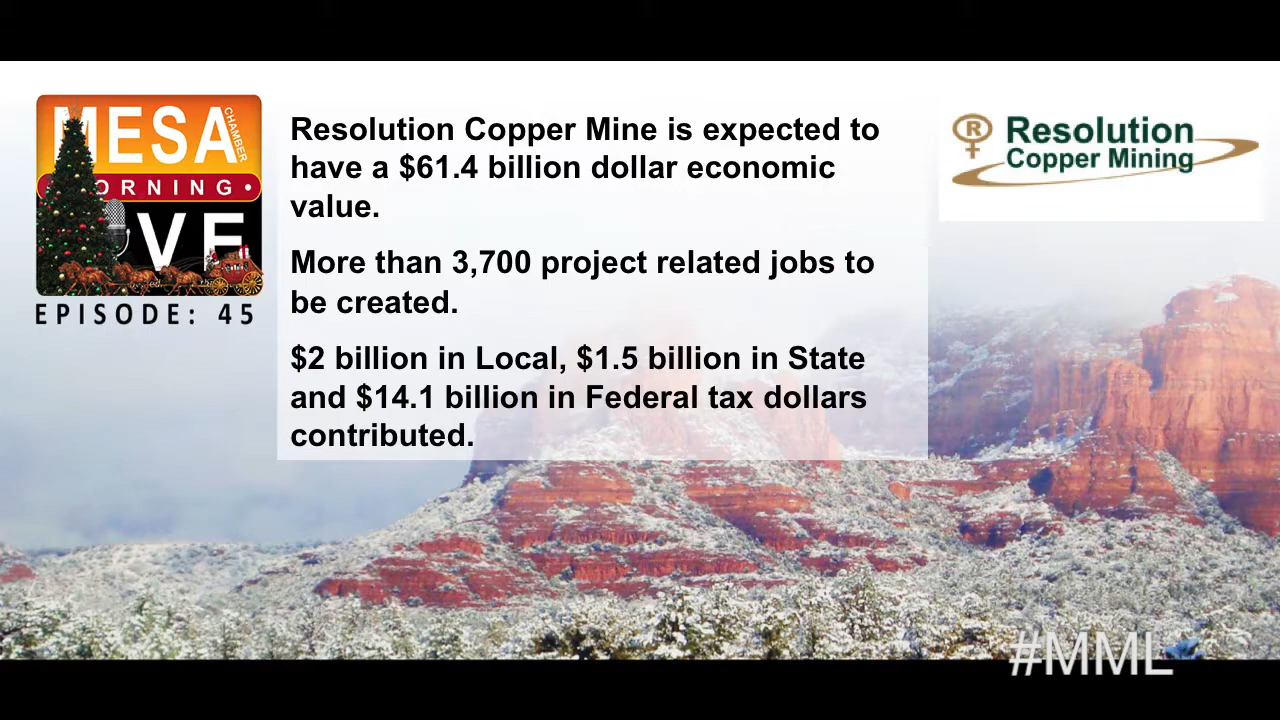 MESA
CHAMBER
MORNING
VE
EPISODE: 45
Resolution Copper Mine is expected to
have a $61.4 billion dollar economic
value.
More than 3,700 project related jobs to
be created.
$2 billion in Local, $1.5 billion in State
and $14.1 billion in Federal tax dollars
contributed.
R
Resolution
Copper Mining
#MML